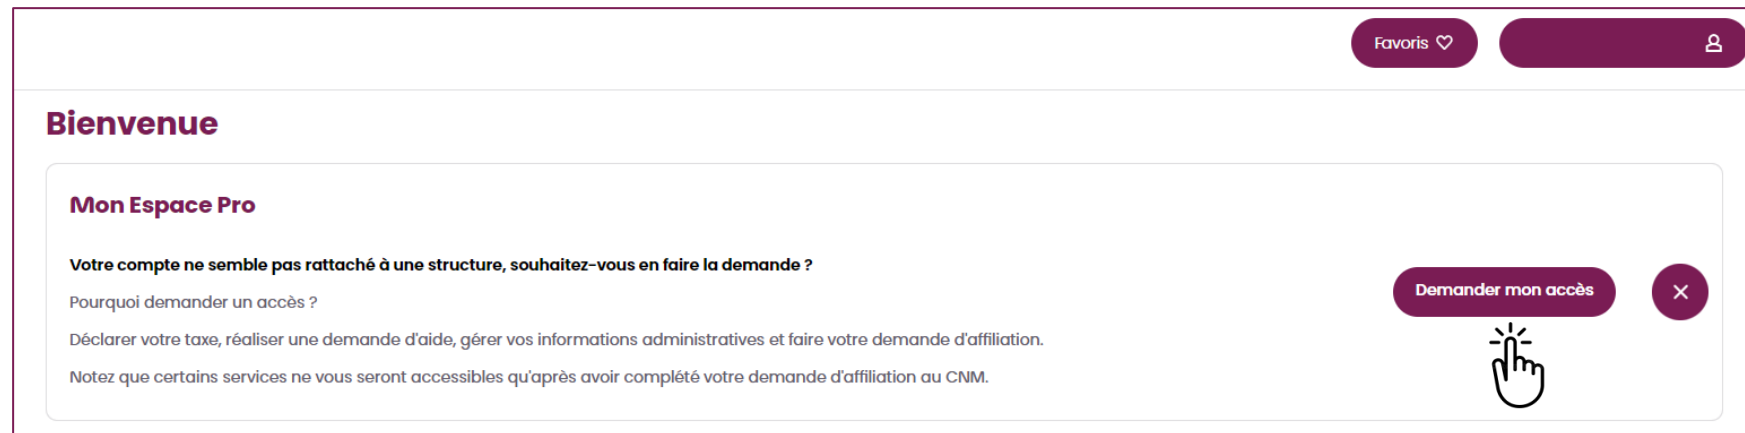 Favoris
Bienvenue
Mon Espace Pro
Votre compte ne semble pas rattaché à une structure, souhaitez-vous en faire la demande ?
Pourquoi demander un accès ?
Déclarer votre taxe, réaliser une demande d'aide, gérer vos informations administratives et faire votre demande d'affiliation.
Notez que certains services ne vous seront accessibles qu'après avoir complété votre demande d'affiliation au CNM.
Demander mon accès